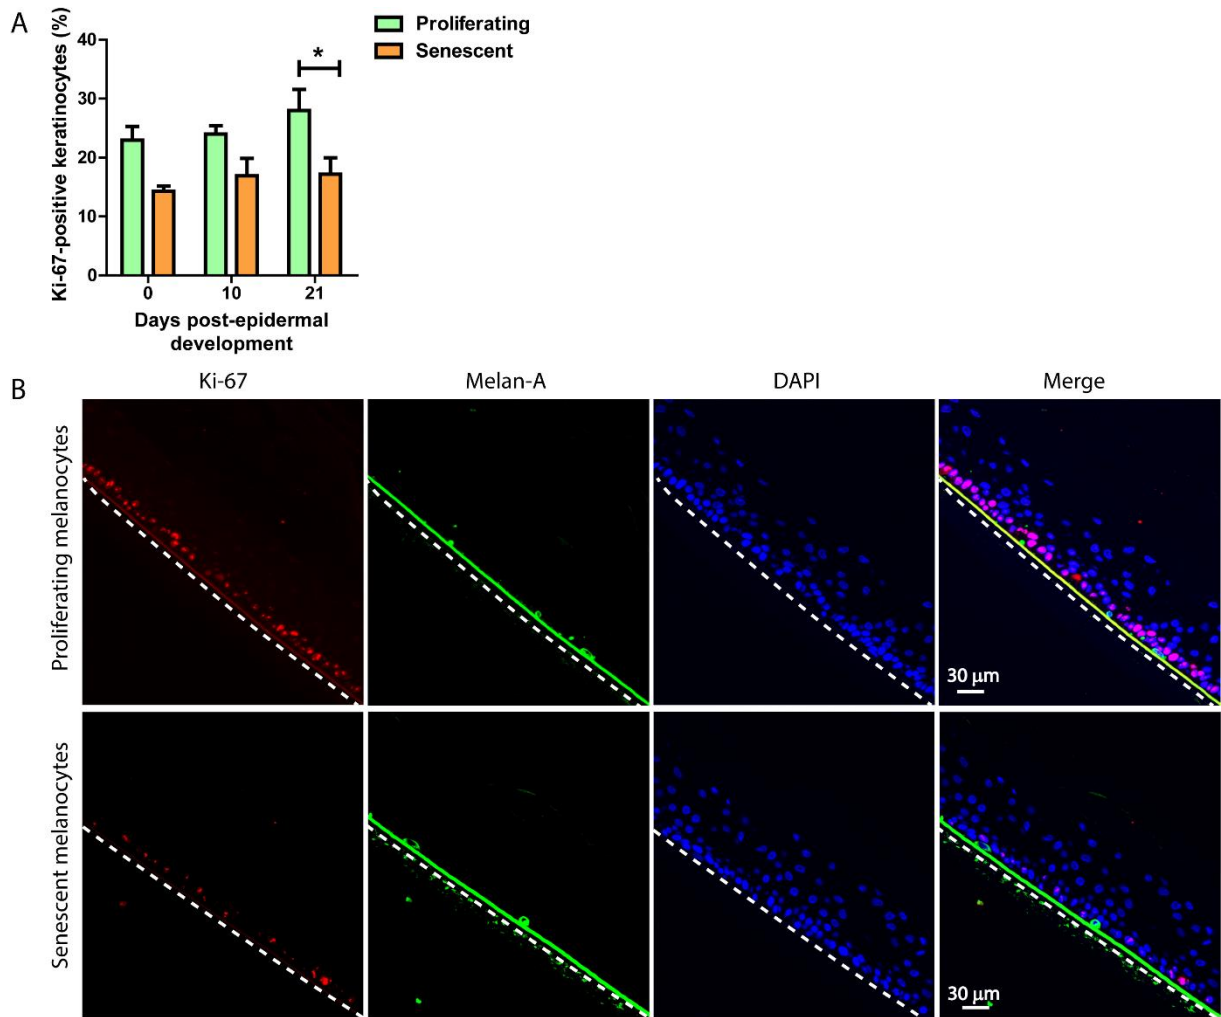 A
Proliferating
Senescent
Ki-67-positive keratinocytes (%)
40
30
20
10
0
*
0 10 21
Days post-epidermal
development
B
Ki-67 Melan-A DAPI Merge
Proliferating melanocytes
30 µm
Senescent melanocytes
30 µm